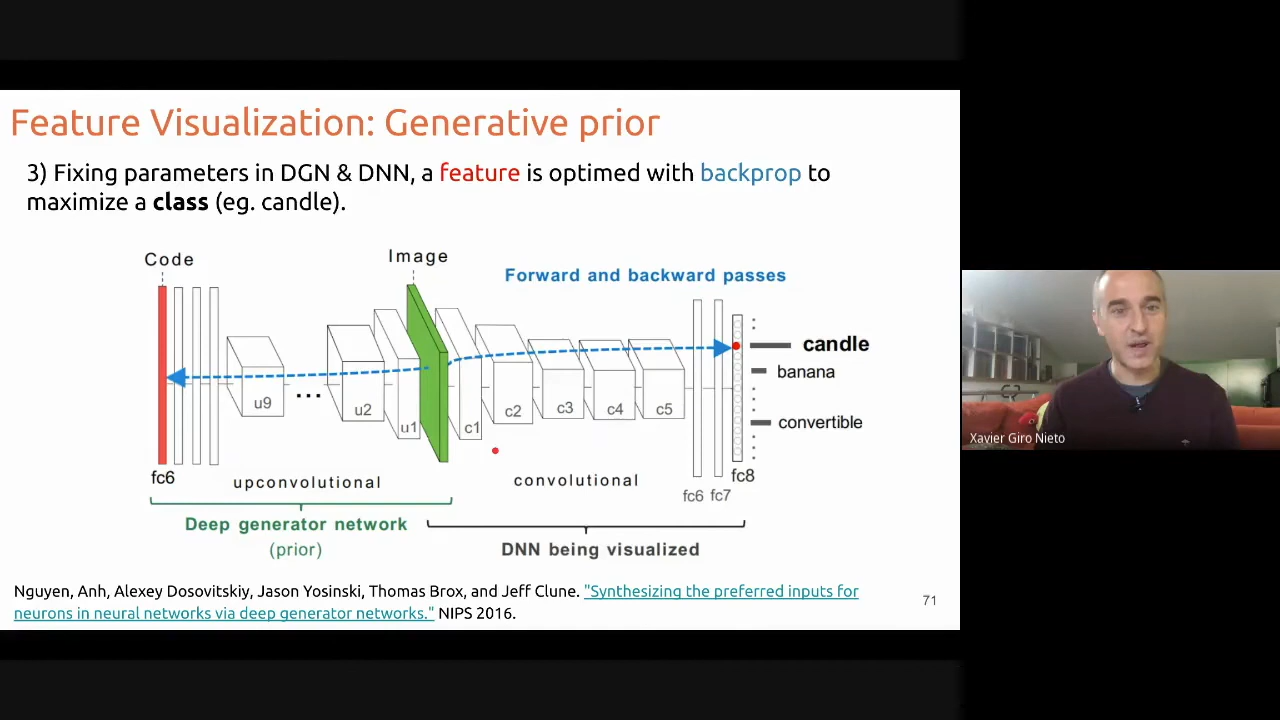 Feature Visualization: Generative prior
3) Fixing parameters in DGN & DNN, a feature is optimed with backprop to
maximize a class (eg. candle).
Code
Image
Forward and backward passes
candle
banana
convertible
u9
...
u2
u1
c1
c2
c3
c4
c5
fc6
upconvolutional
convolutional
fc6
fc7
fc8
Deep generator network
(prior)
DNN being visualized
Nguyen, Anh, Alexey Dosovitskiy, Jason Yosinski, Thomas Brox, and Jeff Clune. "Synthesizing the preferred inputs for
neurons in neural networks via deep generator networks." NIPS 2016.
71
Xavier Giro Nieto